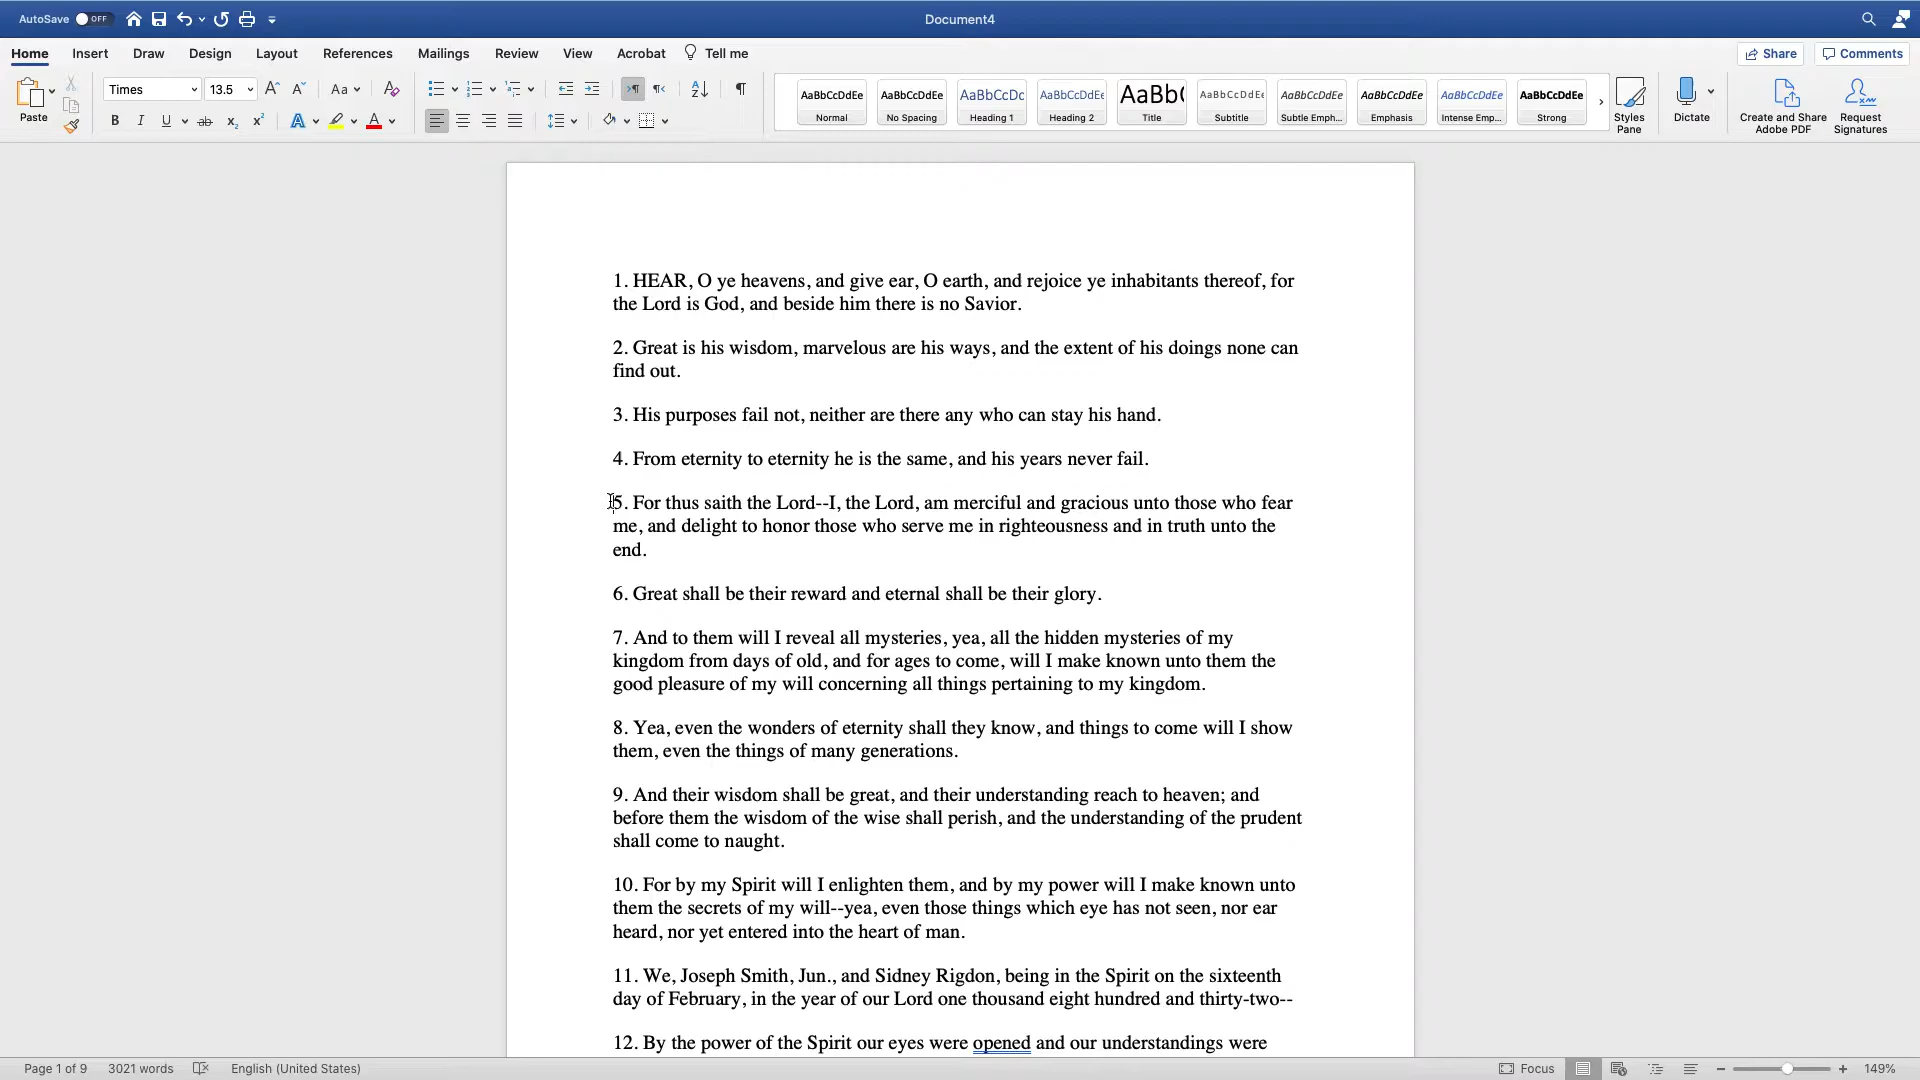 AutoSave OFF Document4
Home Insert Draw Design Layout References Mailings Review View Acrobat Tell me Share Comments
Paste Times 13.5 Aa
AaBbCcDdEe AaBbCcDdEe AaBbCcDc AaBbCcDdEe AaBb( AaBbCcDdEe AaBbCcDdEe AaBbCcDdEe AaBbCcDdEe AaBbCcDdEe
Normal No Spacing Heading 1 Heading 2 Title Subtitle Subtle Emph... Emphasis Intense Emp... Strong
Styles Pane Dictate Create and Share Adobe PDF Request Signatures
1. HEAR, O ye heavens, and give ear, O earth, and rejoice ye inhabitants thereof, for
the Lord is God, and beside him there is no Savior.
2. Great is his wisdom, marvelous are his ways, and the extent of his doings none can
find out.
3. His purposes fail not, neither are there any who can stay his hand.
4. From eternity to eternity he is the same, and his years never fail.
5. For thus saith the Lord--I, the Lord, am merciful and gracious unto those who fear
me, and delight to honor those who serve me in righteousness and in truth unto the
end.
6. Great shall be their reward and eternal shall be their glory.
7. And to them will I reveal all mysteries, yea, all the hidden mysteries of my
kingdom from days of old, and for ages to come, will I make known unto them the
good pleasure of my will concerning all things pertaining to my kingdom.
8. Yea, even the wonders of eternity shall they know, and things to come will I show
them, even the things of many generations.
9. And their wisdom shall be great, and their understanding reach to heaven; and
before them the wisdom of the wise shall perish, and the understanding of the prudent
shall come to naught.
10. For by my Spirit will I enlighten them, and by my power will I make known unto
them the secrets of my will--yea, even those things which eye has not seen, nor ear
heard, nor yet entered into the heart of man.
11. We, Joseph Smith, Jun., and Sidney Rigdon, being in the Spirit on the sixteenth
day of February, in the year of our Lord one thousand eight hundred and thirty-two--
12. By the power of the Spirit our eyes were opened and our understandings were
Page 1 of 9 3021 words English (United States) Focus 149%